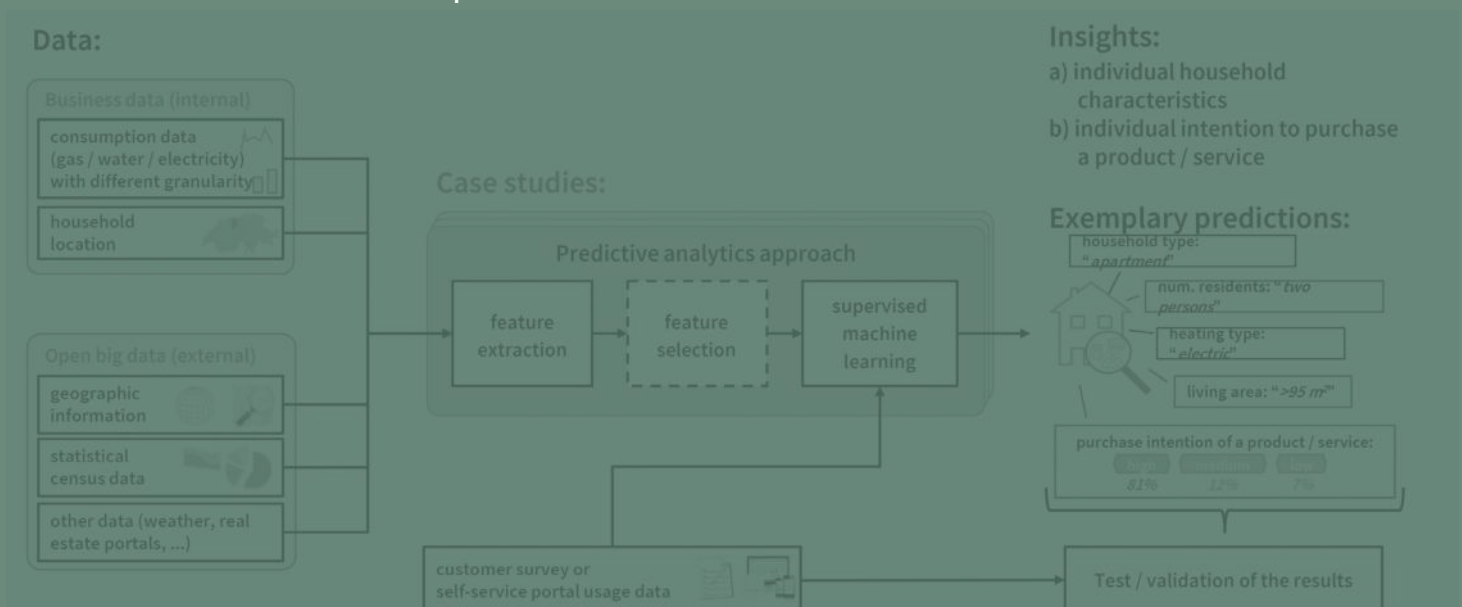 Data:
Business data (internal)
consumption data
(gas / water / electricity)
with different granularity
household
location
Open big data (external)
geographic
information
statistical
census data
other data (weather, real
estate portals, ...)
Case studies:
Predictive analytics approach
feature
extraction
feature
selection
supervised
machine
learning
customer survey or
self-service portal usage data
Insights:
a) individual household
characteristics
b) individual intention to purchase
a product / service
Exemplary predictions:
household type:
"apartment"
num. residents: "two
persons"
heating type:
"electric"
living area: ">95 m²"
purchase intention of a product / service:
high medium low
81% 12% 7%
Test / validation of the results